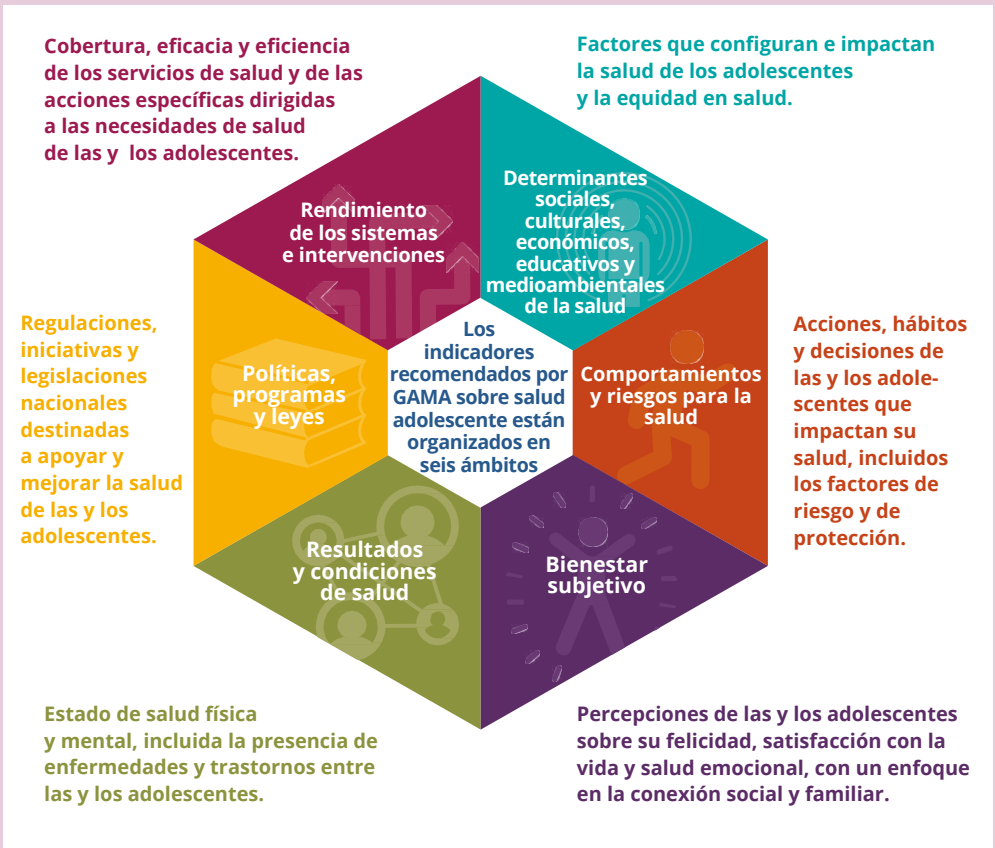 Cobertura, eficacia y eficiencia
de los servicios de salud y de las
acciones específicas dirigidas
a las necesidades de salud
de las y  los adolescentes.
Factores que configuran e impactan
la salud de los adolescentes
y la equidad en salud.
Rendimiento
de los sistemas
e intervenciones
Determinantes
sociales,
culturales,
económicos,
educativos y
medioambientales
de la salud
Regulaciones,
iniciativas y
legislaciones
nacionales
destinadas
a apoyar y
mejorar la salud
de las y los
adolescentes.
Políticas,
programas
y leyes
Los
indicadores
recomendados por
GAMA sobre salud
adolescente están
organizados en
seis ámbitos
Comportamientos
y riesgos para la
salud
Acciones, hábitos
y decisiones de
las y los adole-
scentes que
impactan su
salud, incluidos
los factores de
riesgo y de
protección.
Resultados
y condiciones
de salud
Bienestar
subjetivo
Estado de salud física
y mental, incluida la presencia de
enfermedades y trastornos entre
las y los adolescentes.
Percepciones de las y los adolescentes
sobre su felicidad, satisfacción con la
vida y salud emocional, con un enfoque
en la conexión social y familiar.